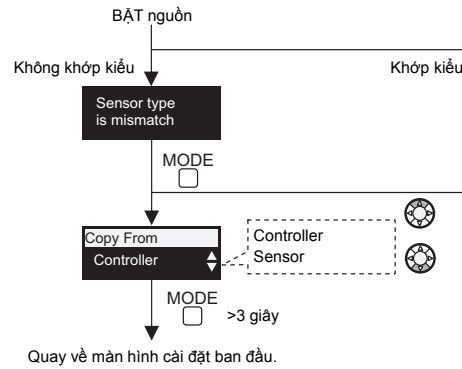 BẬT nguồn
Không khớp kiểu
Khớp kiểu
Sensor type
is mismatch
MODE
Copy From
Controller
Controller
Sensor
MODE
>3 giây
Quay về màn hình cài đặt ban đầu.